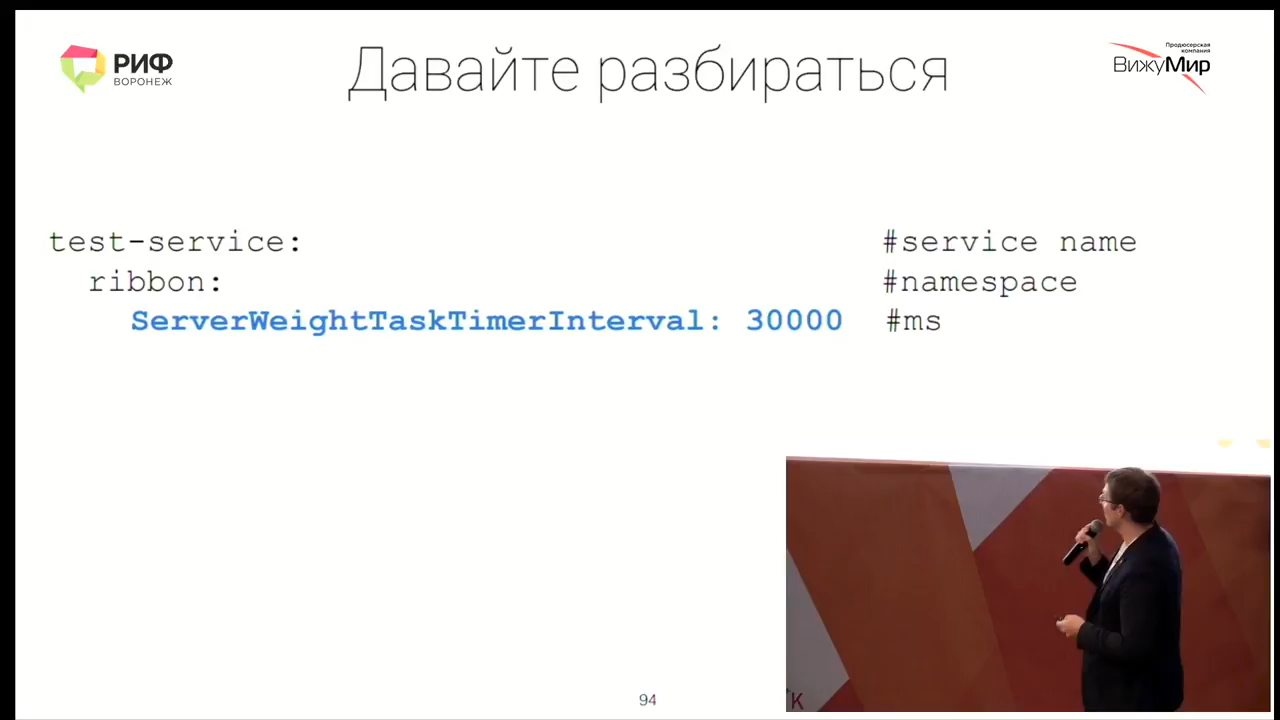 РИФ
ВОРОНЕЖ
Давайте разбираться
Продюсерская
компания
ВижуМир
test-service: #service name
ribbon: #namespace
ServerWeightTaskTimerInterval: 30000 #ms
94
К